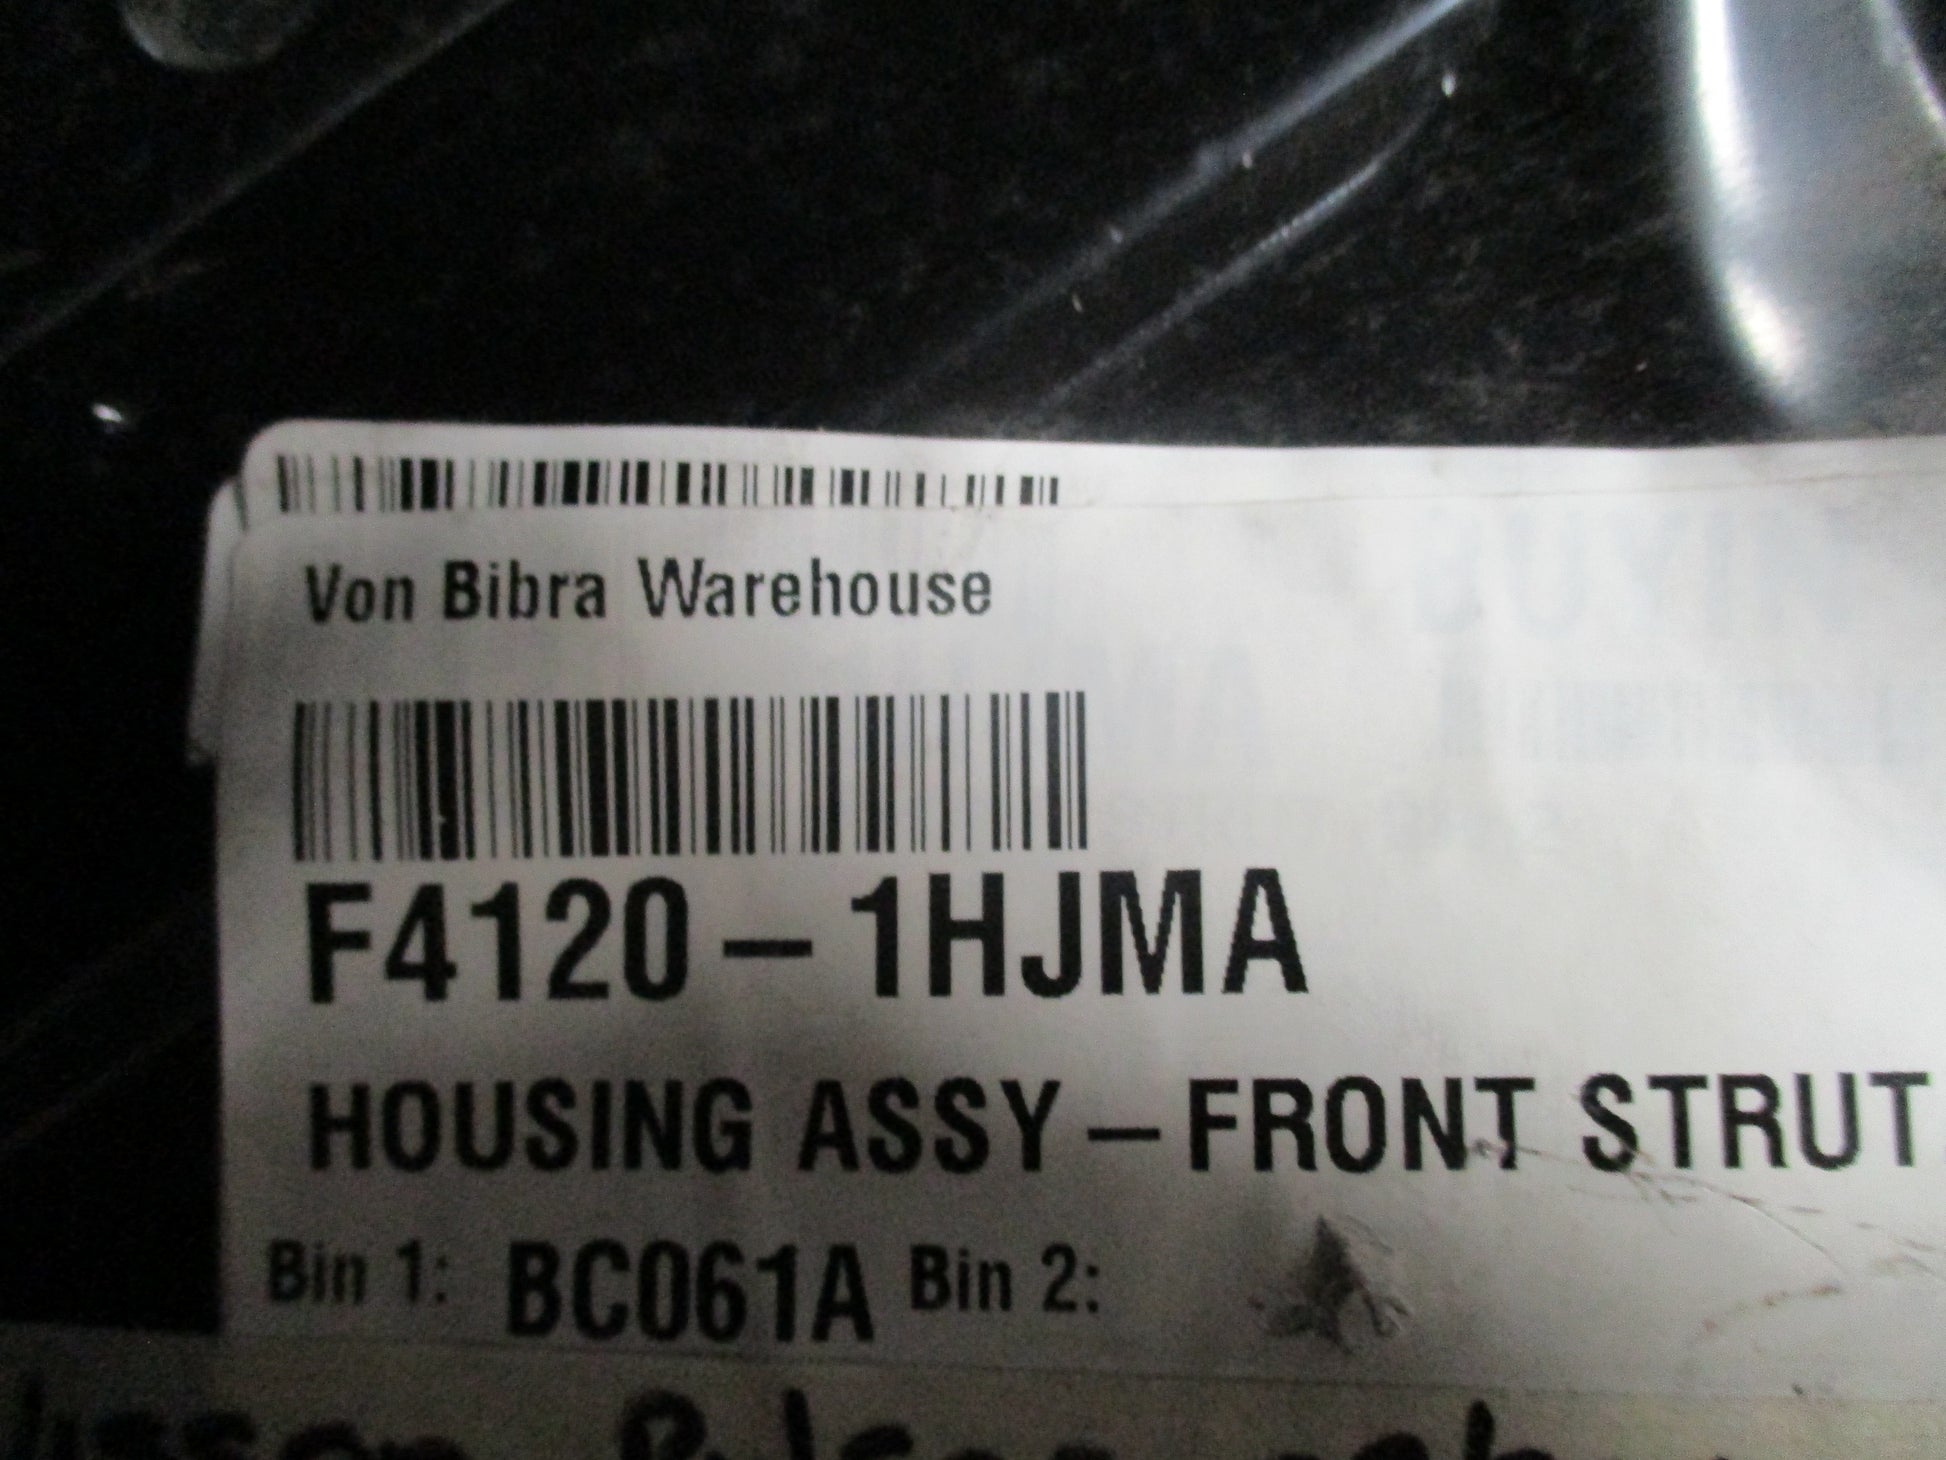 Von Bibra Warehouse
F4120-1HJMA
HOUSING ASSY-FRONT STRUT
Bin 1: BC061A Bin 2: